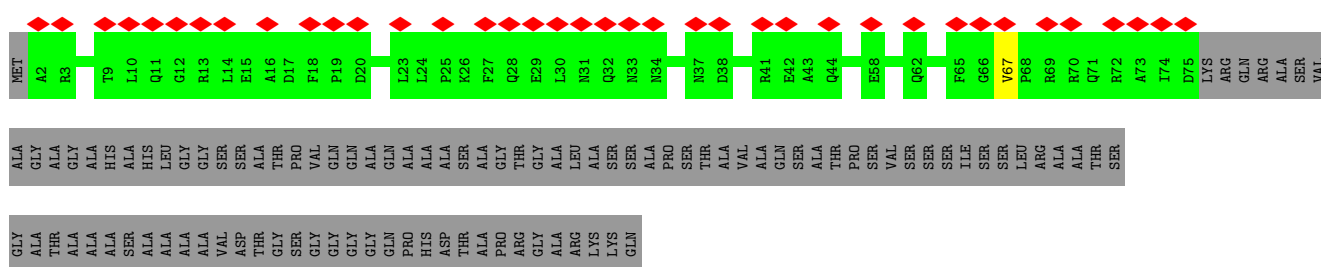 MET A2 R3 T9 L10 Q11 G12 R13 L14 E15 A16 D17 F18 P19 D20 L23 L24 P25 K26 F27 Q28 E29 L30 N31 Q32 N33 N34 N37 D38 R41 E42 A43 Q44 E58 Q62 F65 G66 V67 P68 R69 R70 Q71 R72 A73 I74 D75 LYS ARG GLN ARG ALA SER VAL
ALA GLY ALA GLY ALA HIS ALA HIS LEU GLY GLY SER SER ALA THR PRO VAL GLN GLN ALA GLN ALA ALA ALA SER ALA GLY THR GLY ALA LEU ALA SER SER ALA PRO SER THR ALA VAL ALA GLN SER ALA THR PRO SER VAL SER SER SER ILE SER SER LEU ARG ALA ALA THR SER
GLY ALA THR ALA ALA ALA SER ALA ALA ALA ALA VAL ASP THR GLY SER GLY GLY GLY GLY GLN PRO HIS ASP THR ALA PRO ARG GLY ALA ARG LYS LYS GLN